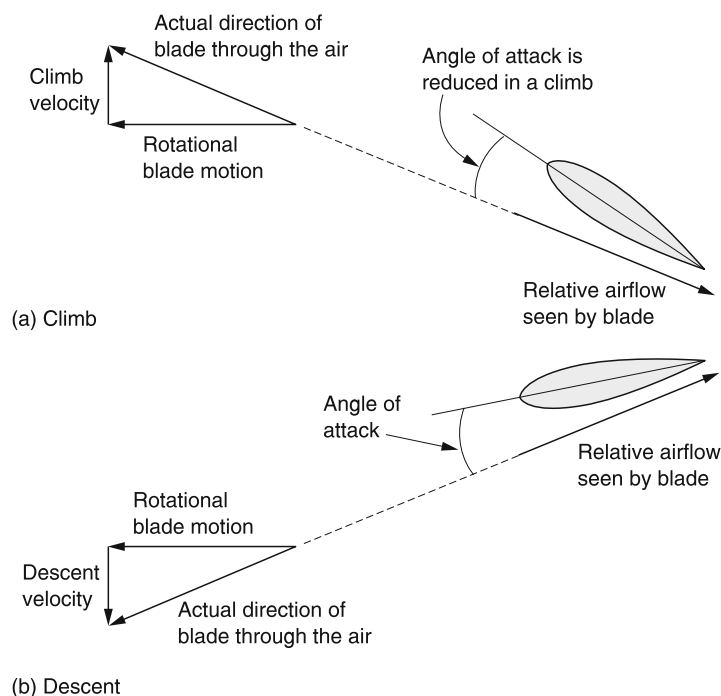 Actual direction of
blade through the air
Climb
velocity
Rotational
blade motion
Angle of attack is
reduced in a climb
Relative airflow
seen by blade
(a) Climb
Angle of
attack
Relative airflow
seen by blade
Rotational
blade motion
Descent
velocity
Actual direction of
blade through the air
(b) Descent